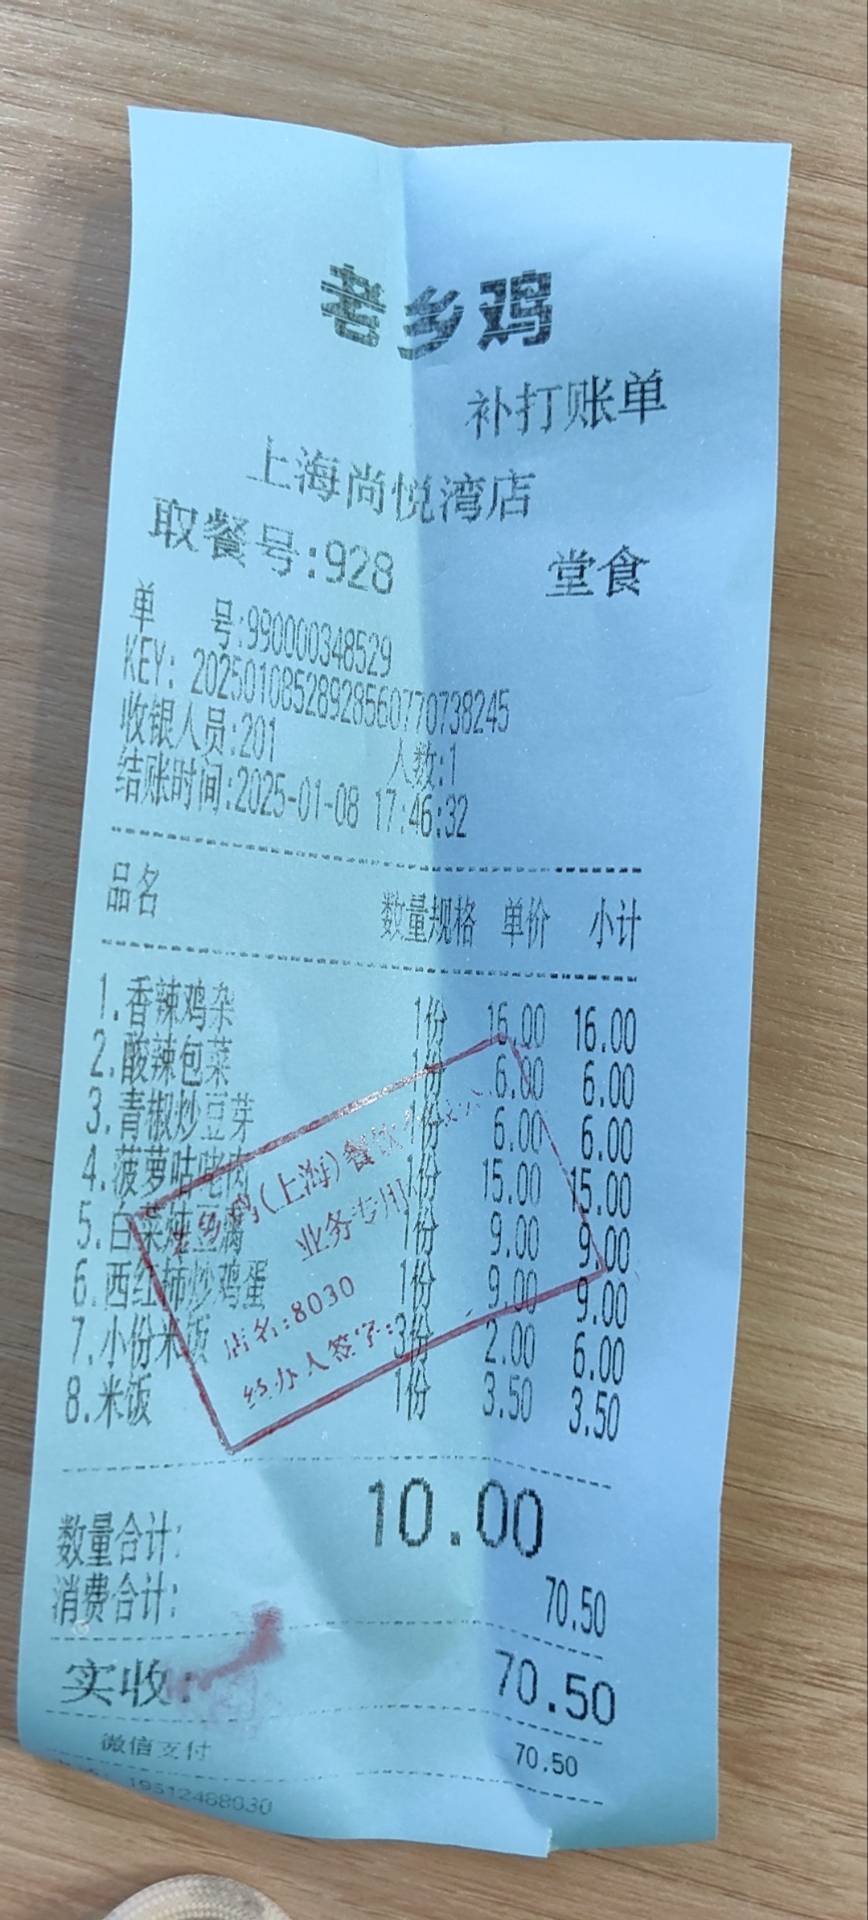 老乡鸡
补打账单
上海尚悦湾店
取餐号:928 堂食
单 号:990000348529
KEY: 20250108528928560770738245
收银人员:201 人数:1
结账时间:2025-01-08 17:46:32
品名 数量规格 单价 小计
1.香辣鸡杂 1份 16.00 16.00
2.酸辣包菜 1份 6.00 6.00
3.青椒炒豆芽 1份 6.00 6.00
4.菠萝咕咾肉 1份 15.00 15.00
5.白菜炖豆腐 1份 9.00 9.00
6.西红柿炒鸡蛋 1份 9.00 9.00
7.小份米饭 3份 2.00 6.00
8.米饭 1份 3.50 3.50
乡鸡(上海)餐饮
业务专用
店名:8030
经办人签字:
数量合计: 10.00
消费合计: 70.50
实收: 70.50
微信支付 70.50
19512488030